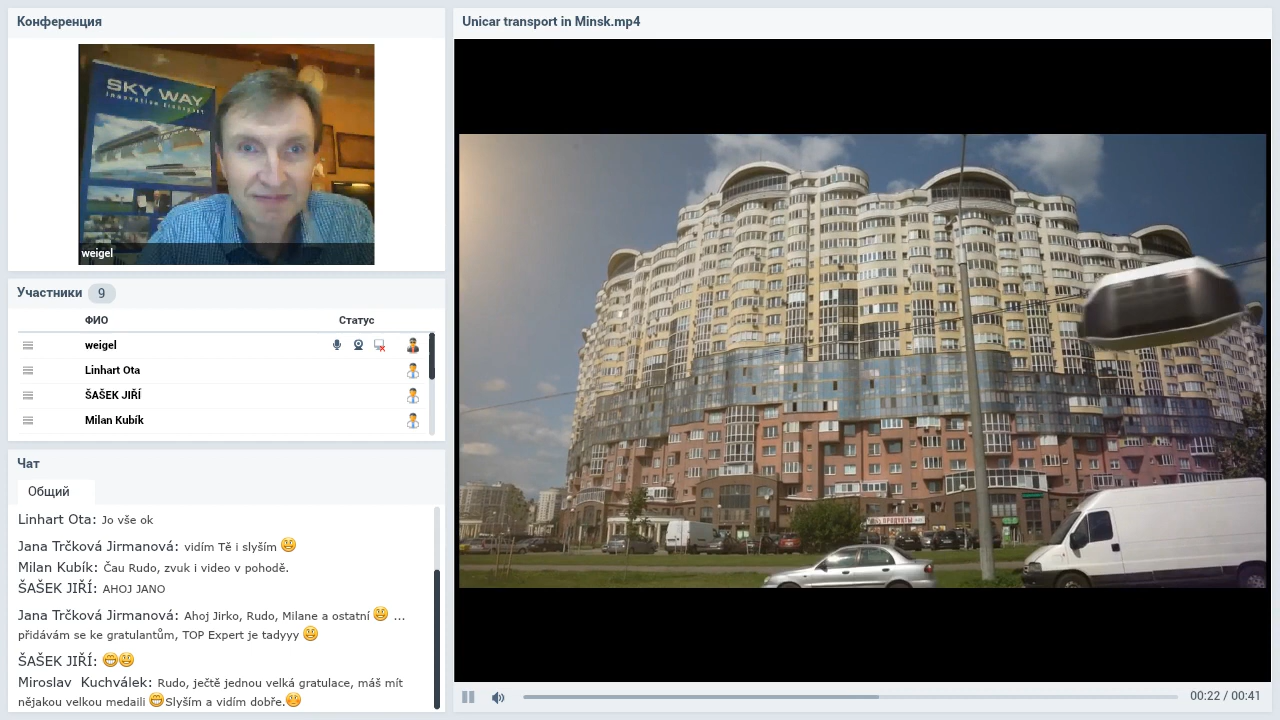 Конференция
SKY WAY
weigel
Участники 9
ФИО Статус
weigel
Linhart Ota
ŠAŠEK JIŘÍ
Milan Kubík
Чат
Общий
Linhart Ota: Jo vše ok
Jana Trčková Jirmanová: vidím Tě i slyším
Milan Kubík: Čau Rudo, zvuk i video v pohodě.
ŠAŠEK JIŘÍ: AHOJ JANO
Jana Trčková Jirmanová: Ahoj Jirko, Rudo, Milane a ostatní ...
přidávám se ke gratulantům, TOP Expert je tadyyy
ŠAŠEK JIŘÍ:
Miroslav Kuchválek: Rudo, ječtě jednou velká gratulace, máš mít
nějakou velkou medaili Slyším a vidím dobře.
Unicar transport in Minsk.mp4
ПРОДУКТЫ
00:22 / 00:41